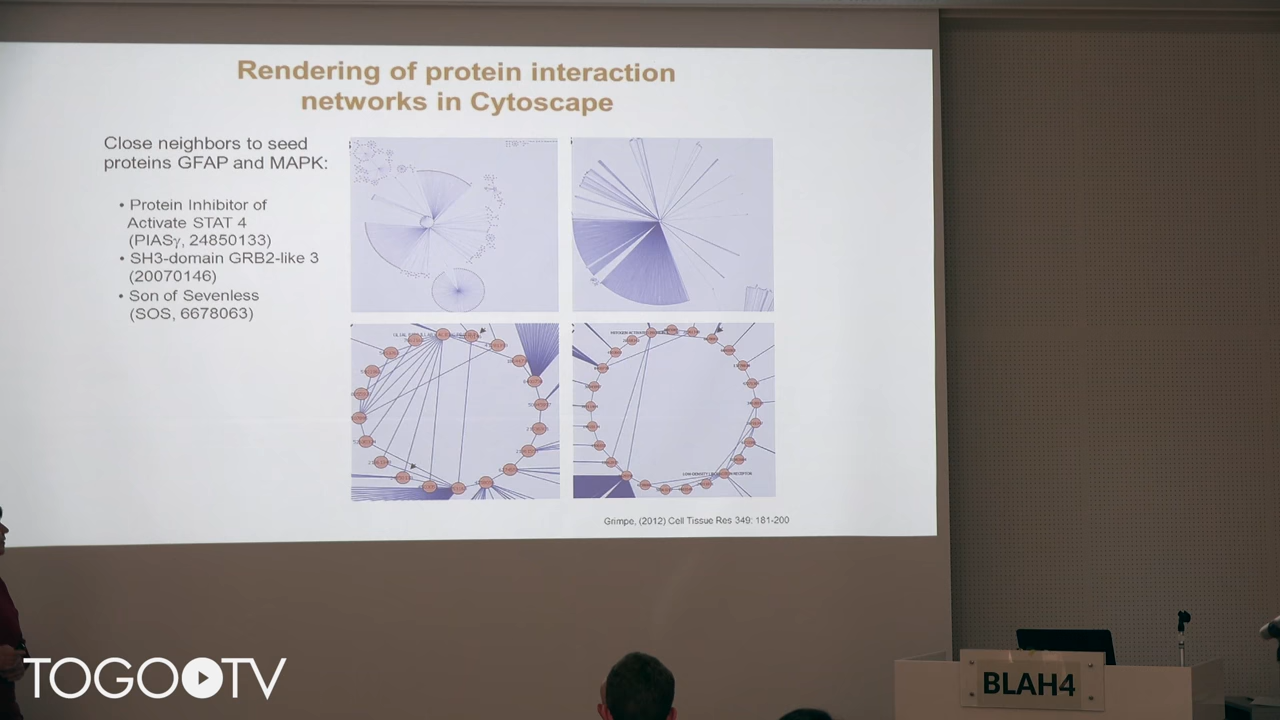 Rendering of protein interaction
networks in Cytoscape
Close neighbors to seed
proteins GFAP and MAPK:
• Protein Inhibitor of
Activate STAT 4
(PIASγ, 24850133)
• SH3-domain GRB2-like 3
(20070146)
• Son of Sevenless
(SOS, 6678063)
Grimpe, (2012) Cell Tissue Res 349: 181-200
TOGOTV
BLAH4